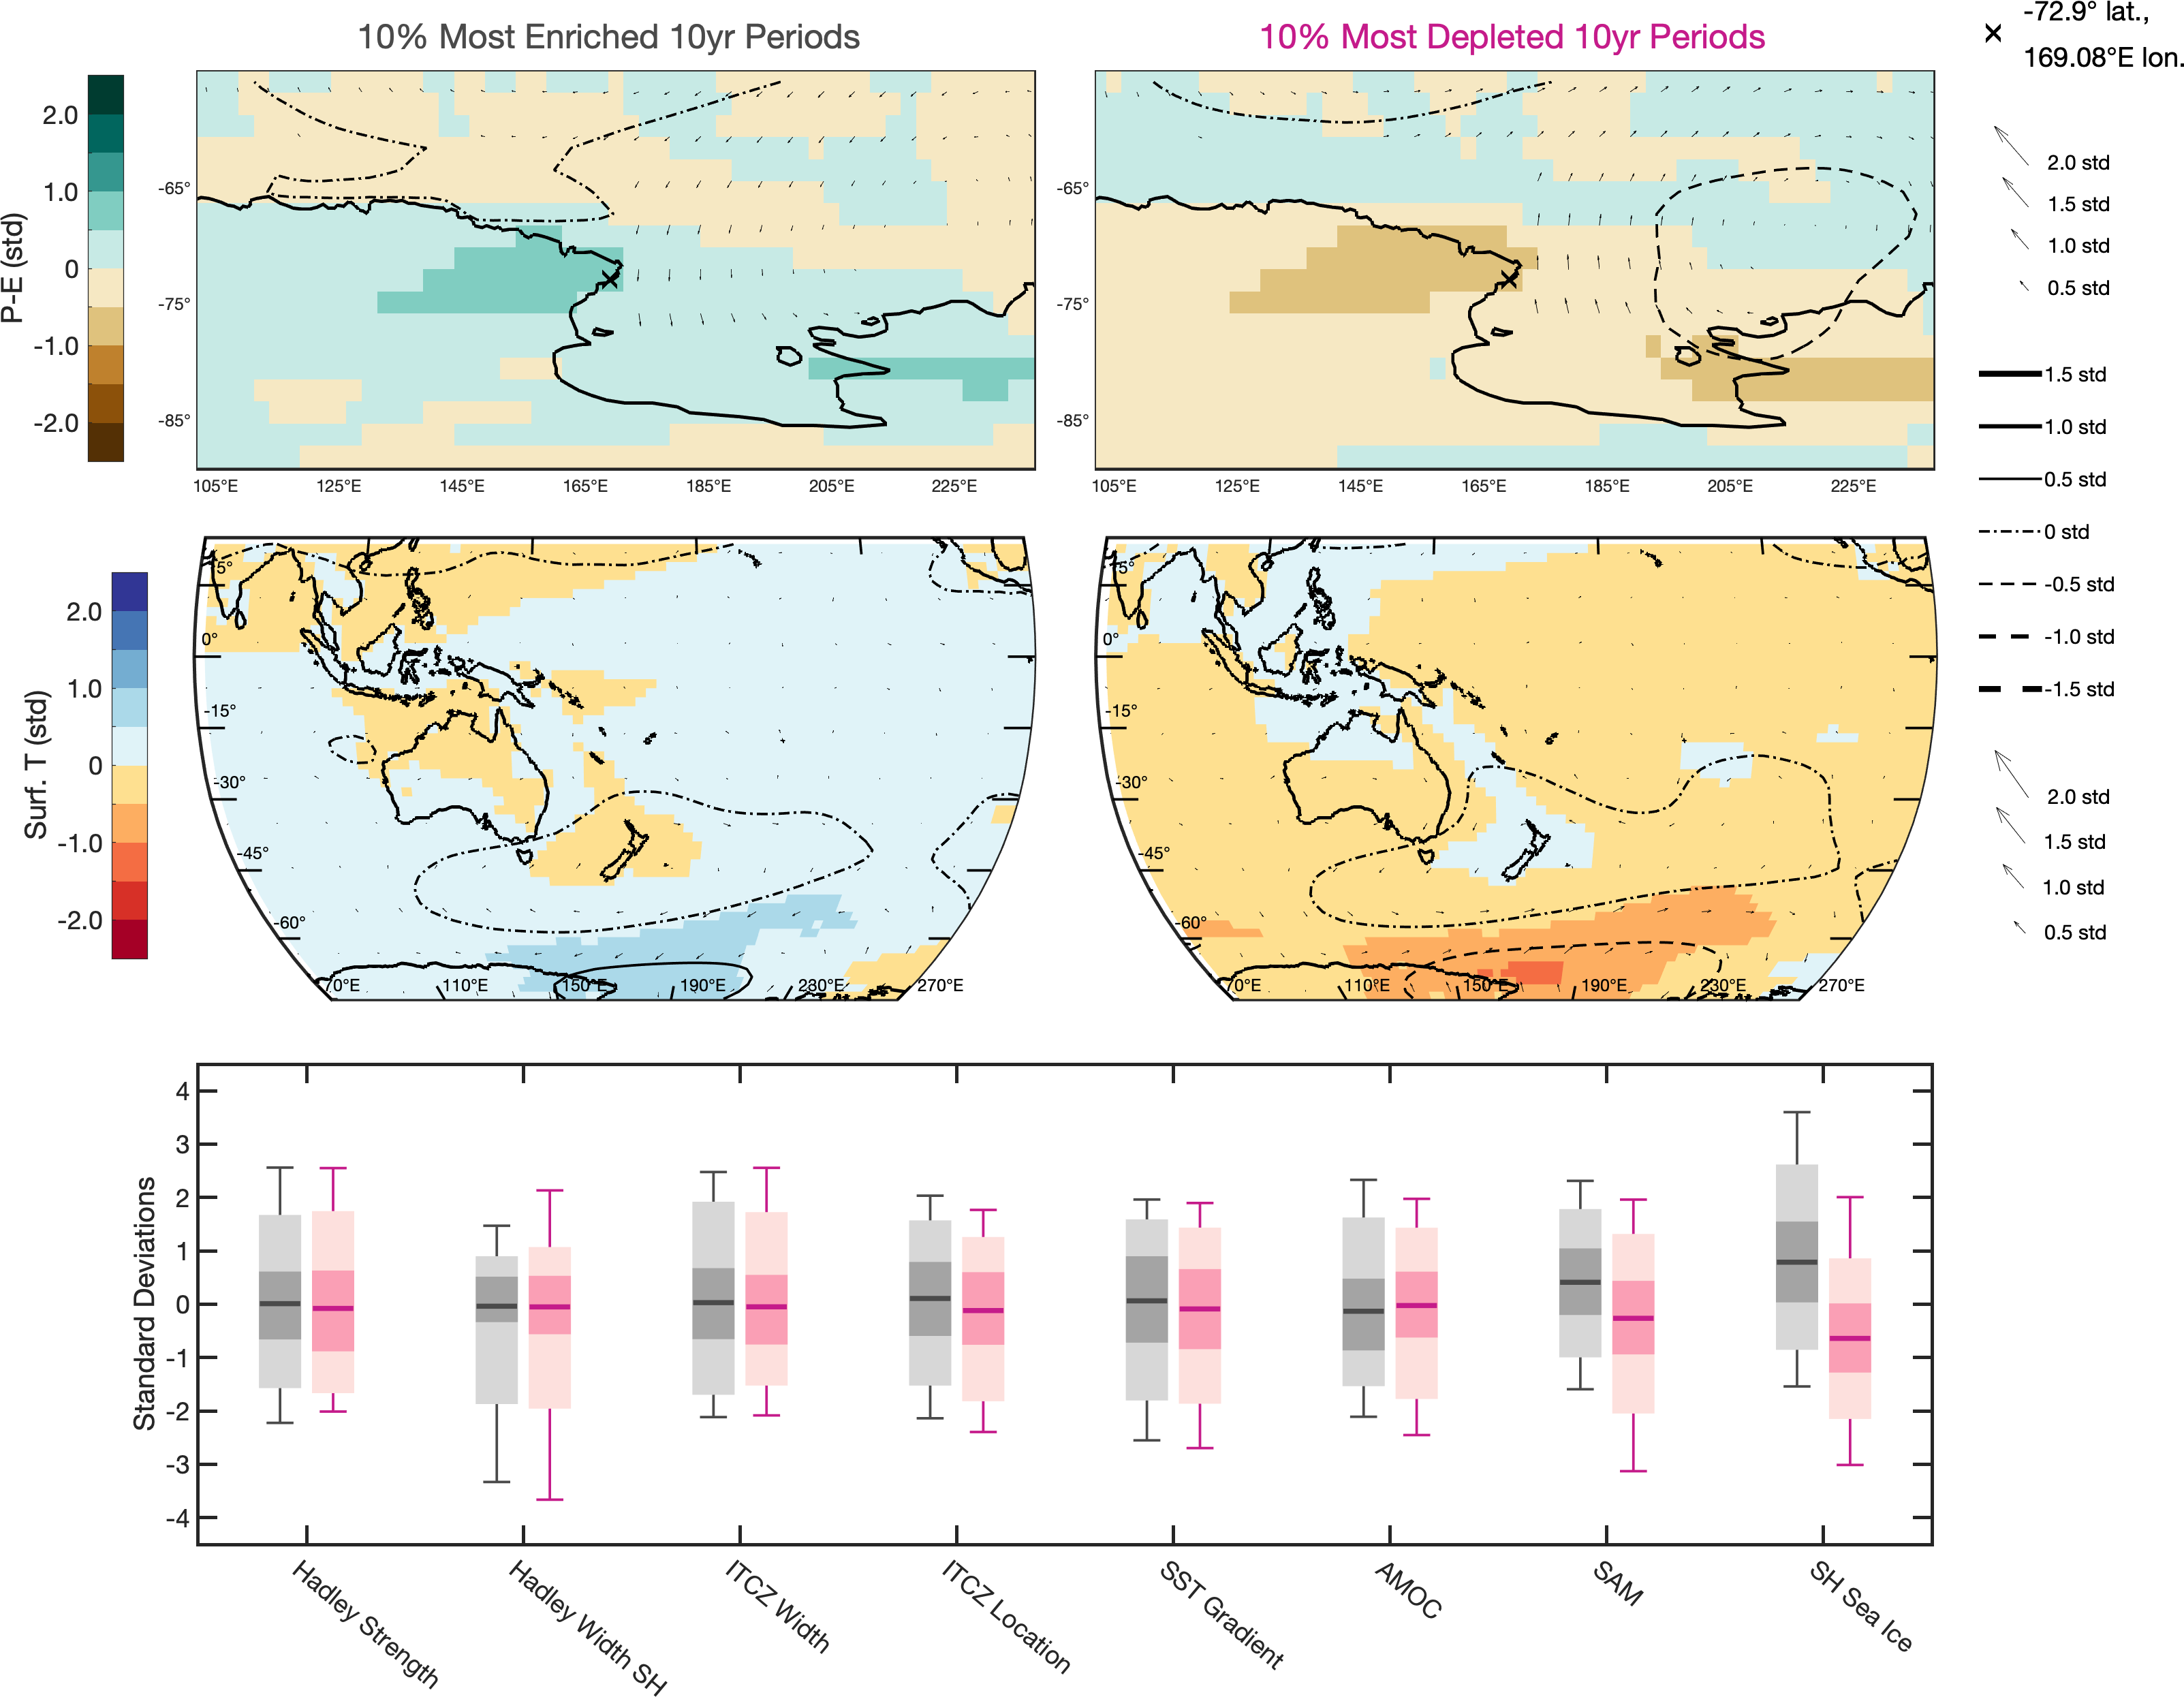 10% Most Enriched 10yr Periods
10% Most Depleted 10yr Periods
-72.9° lat.,
169.08°E lon.
P-E (std)
2.0
1.0
0
-1.0
-2.0
-65°
-75°
-85°
105°E 125°E 145°E 165°E 185°E 205°E 225°E
-65°
-75°
-85°
105°E 125°E 145°E 165°E 185°E 205°E 225°E
2.0 std
1.5 std
1.0 std
0.5 std
1.5 std
1.0 std
0.5 std
0 std
-0.5 std
-1.0 std
-1.5 std
Surf. T (std)
2.0
1.0
0
-1.0
-2.0
5°
0°
-15°
-30°
-45°
-60°
70°E 110°E 150°E 190°E 230°E 270°E
5°
0°
-15°
-30°
-45°
-60°
70°E 110°E 150°E 190°E 230°E 270°E
2.0 std
1.5 std
1.0 std
0.5 std
Standard Deviations
4
3
2
1
0
-1
-2
-3
-4
Hadley Strength
Hadley Width SH
ITCZ Width
ITCZ Location
SST Gradient
AMOC
SAM
SH Sea Ice